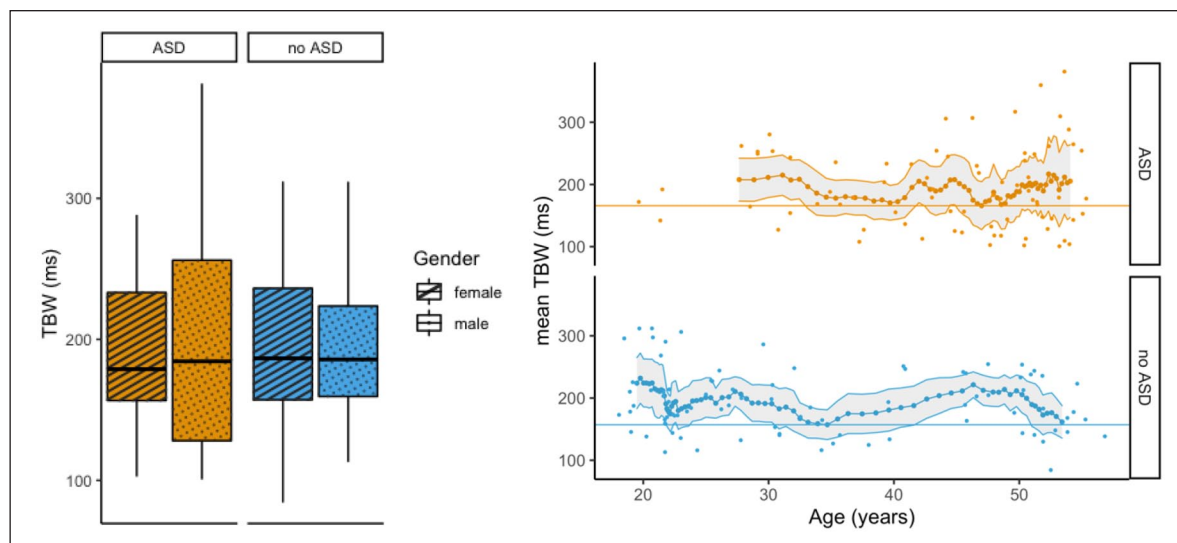 ASD
no ASD
TBW (ms)
300
200
100
Gender
female
male
mean TBW (ms)
300
200
100
ASD
300
200
100
no ASD
20
30
40
50
Age (years)